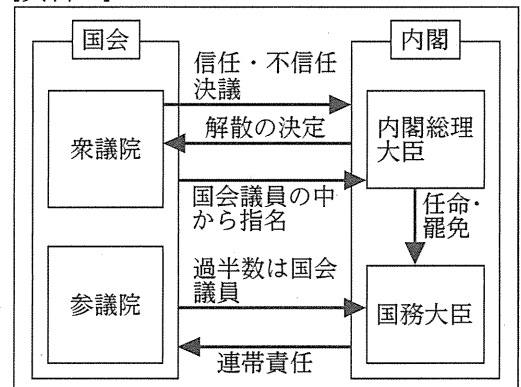 国会
内閣
信任・不信任
決議
衆議院
解散の決定
内閣総理
大臣
国会議員の中
から指名
任命・
罷免
過半数は国会
議員
参議院
国務大臣
連帯責任